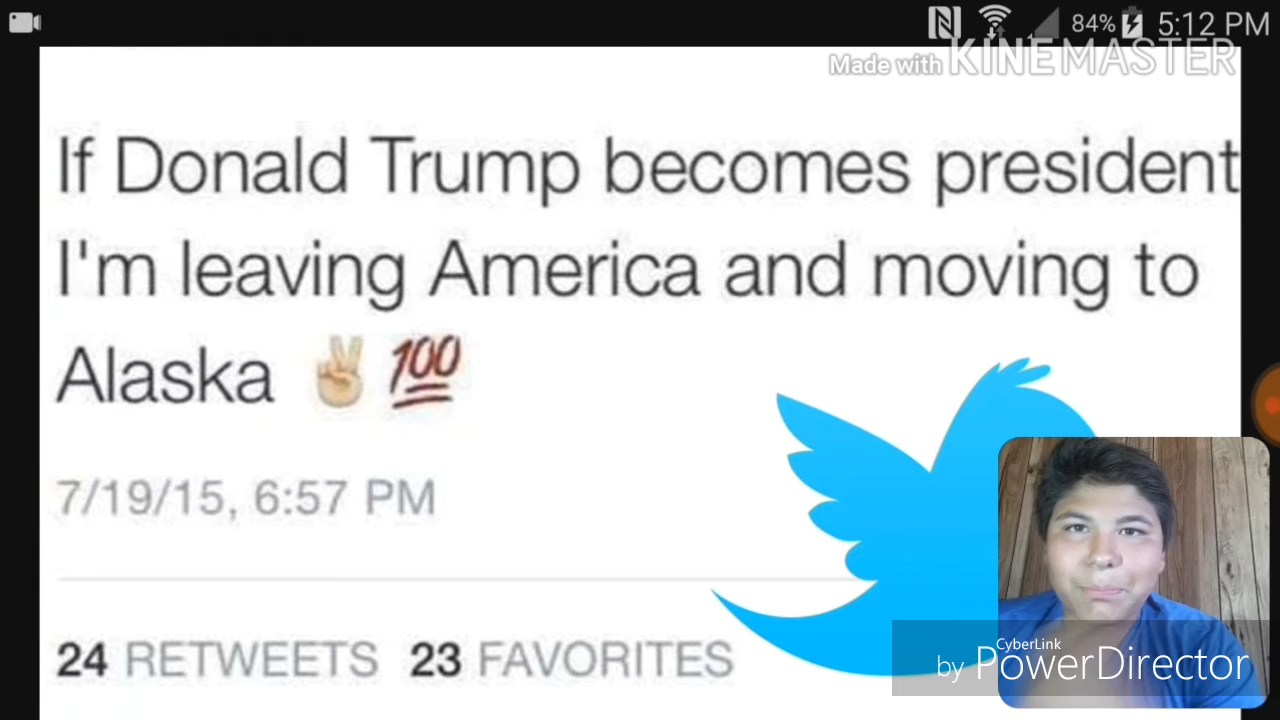 84% 5:12 PM
Made with KINEMASTER
If Donald Trump becomes president
I'm leaving America and moving to
Alaska ✌🏼 💯
7/19/15, 6:57 PM
24 RETWEETS 23 FAVORITES
CyberLink
by PowerDirector